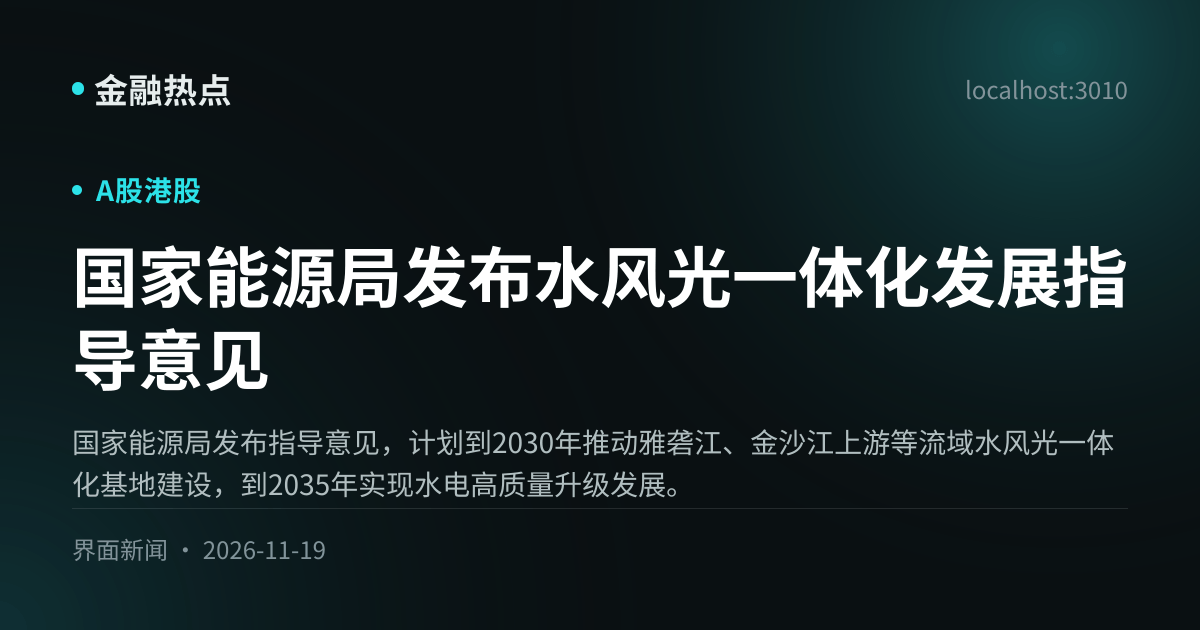 金融热点
localhost:3010
A股港股
国家能源局发布水风光一体化发展指
导意见
国家能源局发布指导意见，计划到2030年推动雅砻江、金沙江上游等流域水风光一体
化基地建设，到2035年实现水电高质量升级发展。
界面新闻 • 2026-11-19